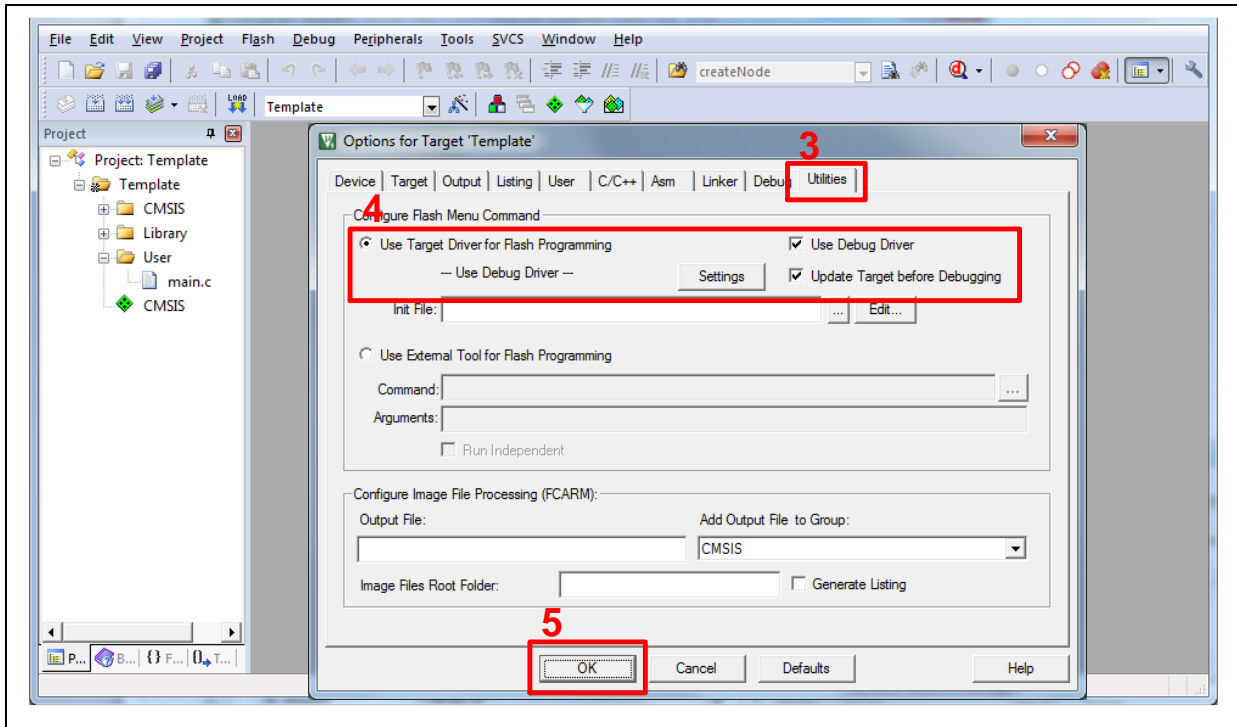 File Edit View Project Flash Debug Peripherals Tools SVCS Window Help
createNode
LOAD Template
Project
Project: Template
Template
CMSIS
Library
User
main.c
CMSIS
P... B... {} F... 0 T...
Options for Target 'Template'
3
Device Target Output Listing User C/C++ Asm Linker Debug Utilities
4
Configure Flash Menu Command
Use Target Driver for Flash Programming Use Debug Driver
--- Use Debug Driver --- Settings Update Target before Debugging
Init File: ... Edit...
Use External Tool for Flash Programming
Command: ...
Arguments:
Run Independent
Configure Image File Processing (FCARM):
Output File: Add Output File to Group:
CMSIS
Image Files Root Folder: Generate Listing
5
OK Cancel Defaults Help